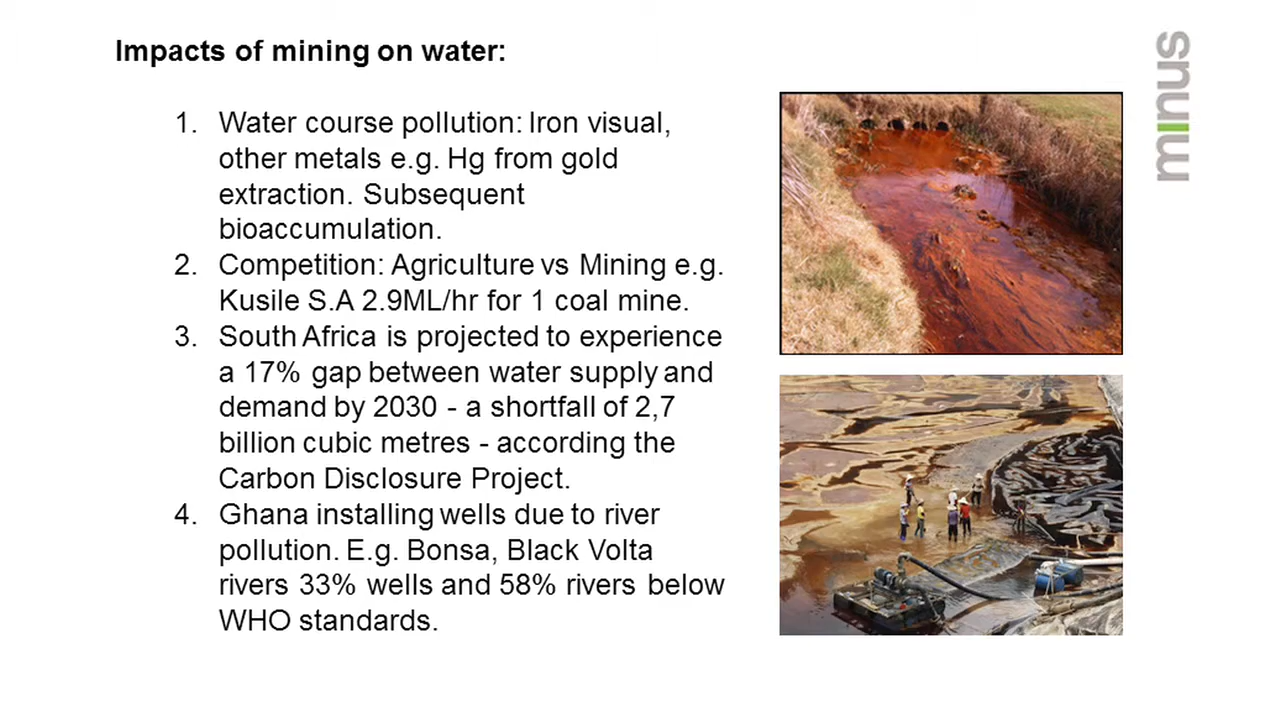 Impacts of mining on water:
minus
1. Water course pollution: Iron visual,
other metals e.g. Hg from gold
extraction. Subsequent
bioaccumulation.
2. Competition: Agriculture vs Mining e.g.
Kusile S.A 2.9ML/hr for 1 coal mine.
3. South Africa is projected to experience
a 17% gap between water supply and
demand by 2030 - a shortfall of 2,7
billion cubic metres - according the
Carbon Disclosure Project.
4. Ghana installing wells due to river
pollution. E.g. Bonsa, Black Volta
rivers 33% wells and 58% rivers below
WHO standards.